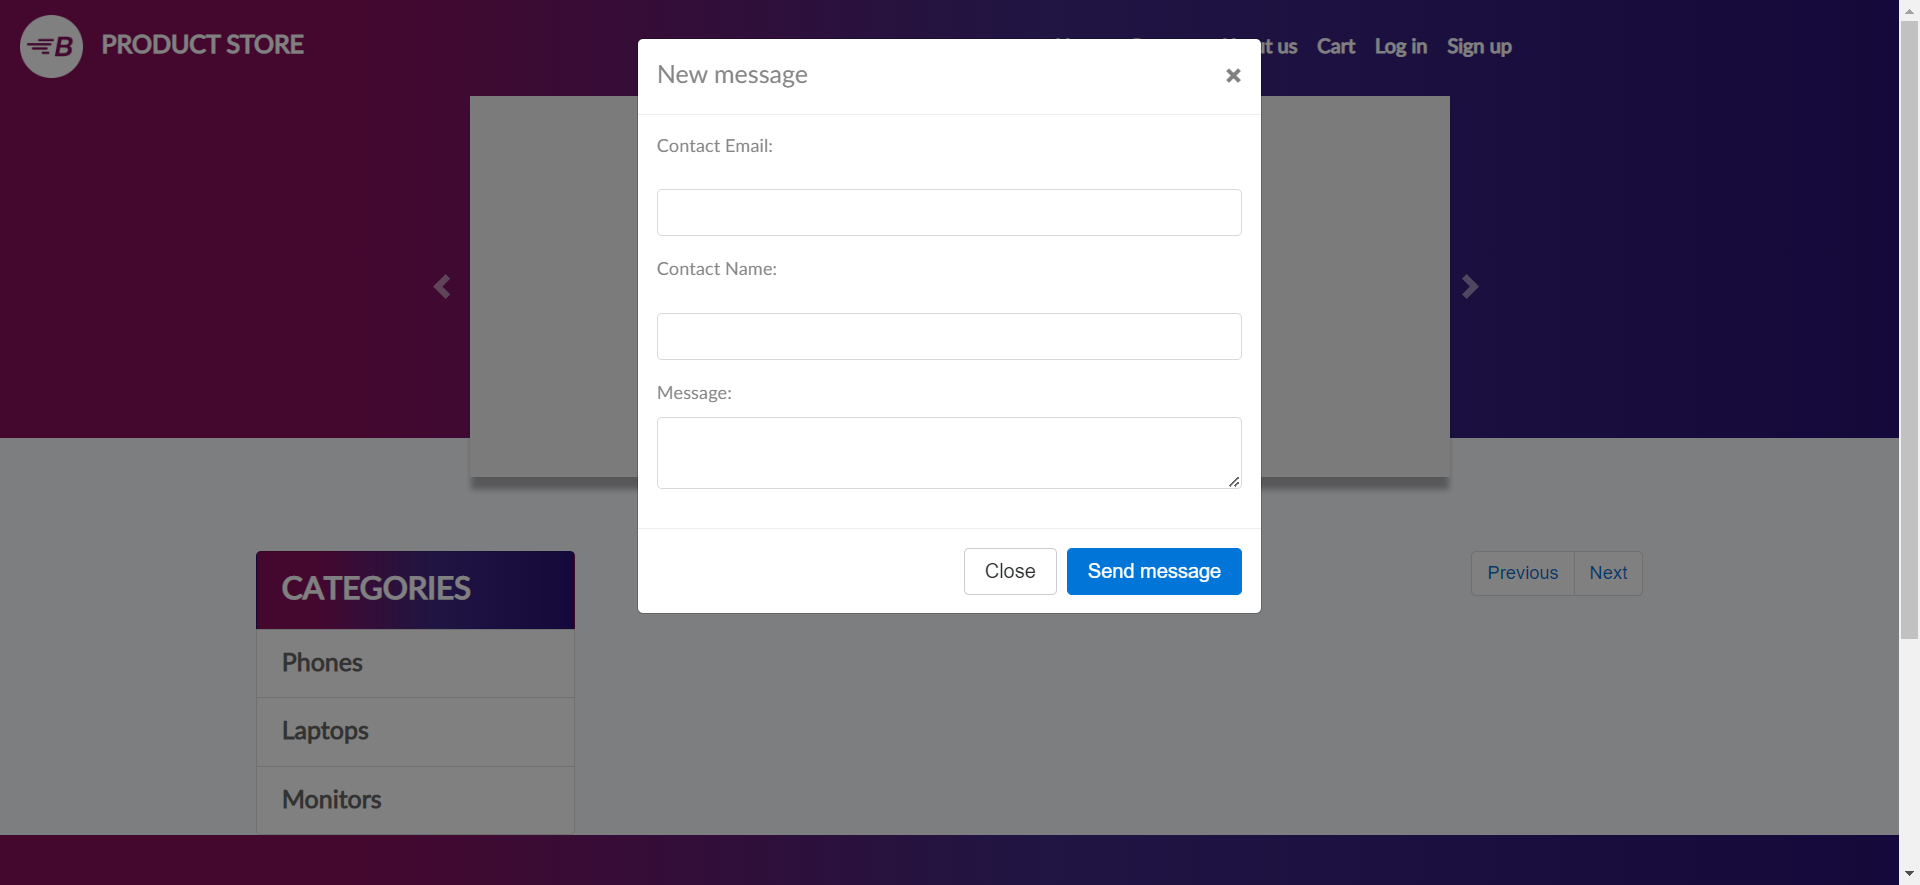 B PRODUCT STORE
t us Cart Log in Sign up
New message
Contact Email:
Contact Name:
Message:
Close Send message
CATEGORIES
Phones
Laptops
Monitors
Previous Next